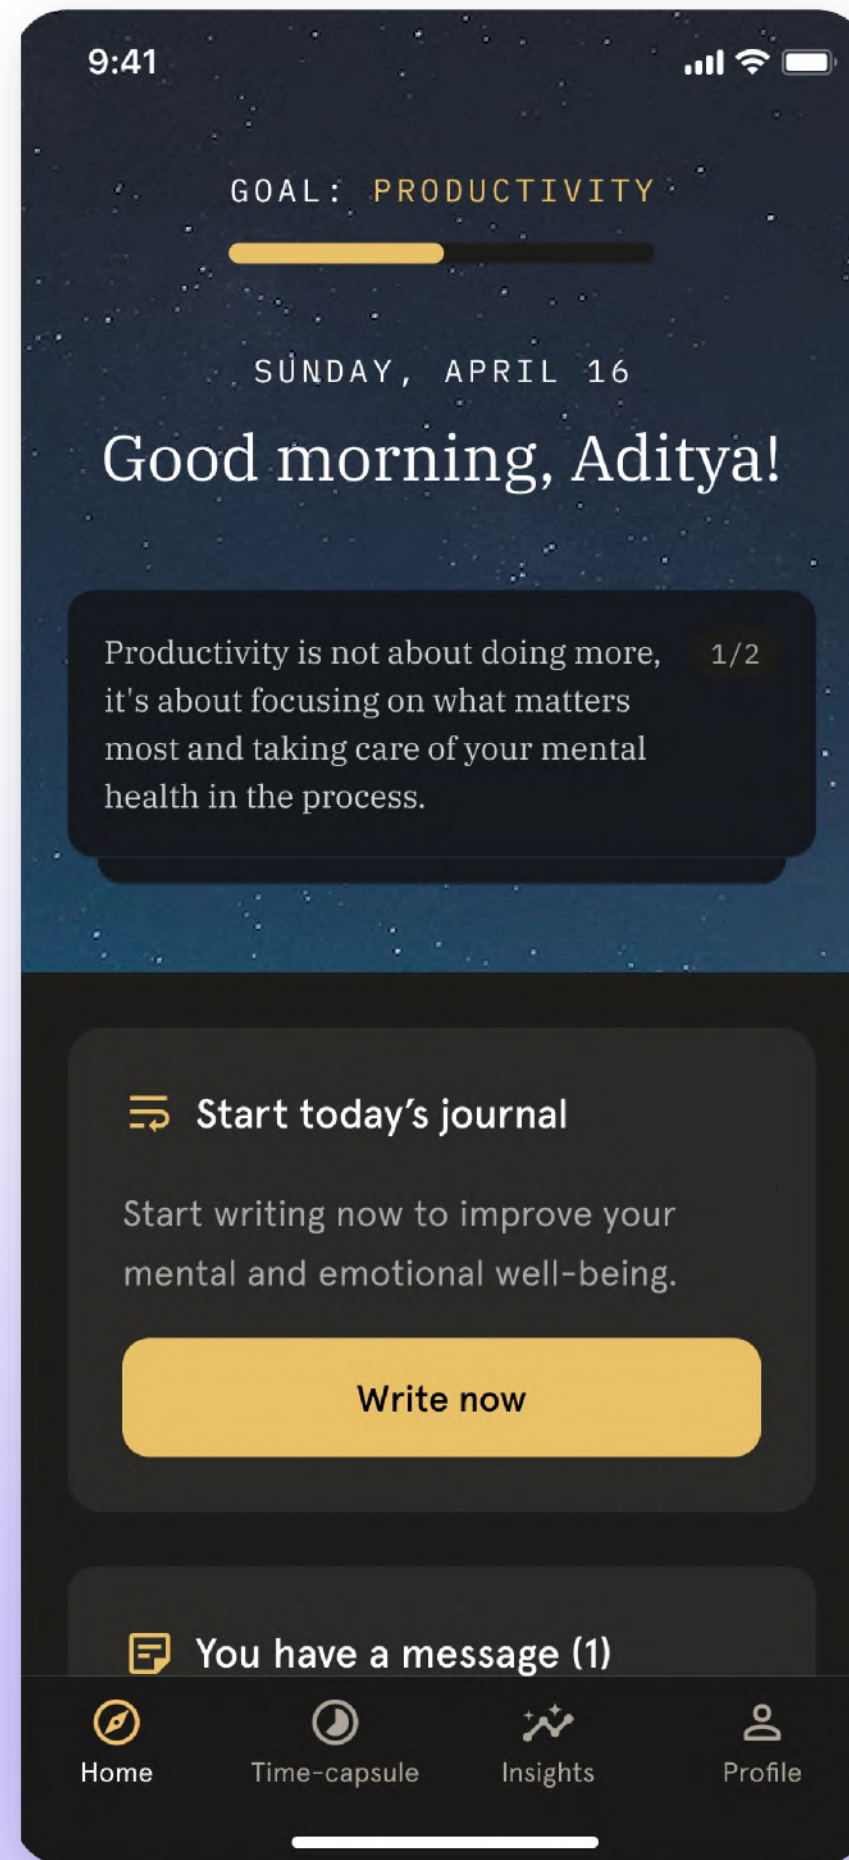 9:41
GOAL: PRODUCTIVITY
SUNDAY, APRIL 16
Good morning, Aditya!
Productivity is not about doing more,
1/2
it's about focusing on what matters
most and taking care of your mental
health in the process.
Start today’s journal
Start writing now to improve your
mental and emotional well-being.
Write now
You have a message (1)
Home
Time-capsule
Insights
Profile